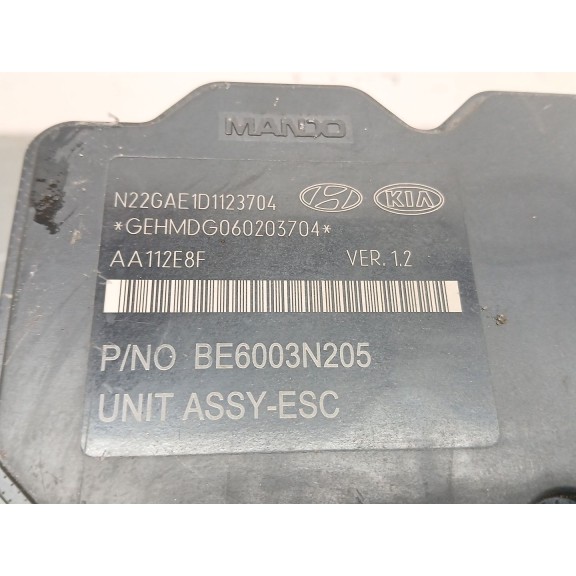 MANDO
N22GAE1D1123704 KIA
*GEHMDG060203704*
AA112E8F VER. 1.2
P/NO BE6003N205
UNIT ASSY-ESC